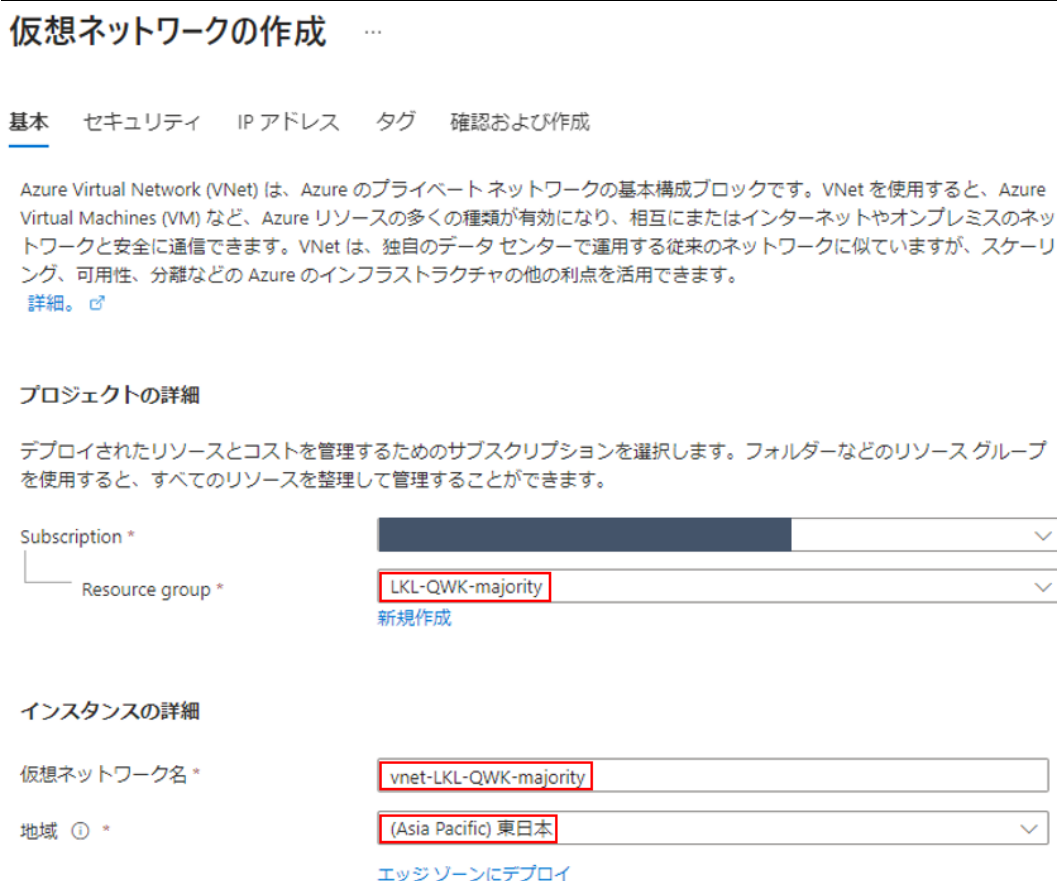 仮想ネットワークの作成 …
基本 セキュリティ IP アドレス タグ 確認および作成
Azure Virtual Network (VNet) は、Azure のプライベート ネットワークの基本構成ブロックです。VNet を使用すると、Azure
Virtual Machines (VM) など、Azure リソースの多くの種類が有効になり、相互にまたはインターネットやオンプレミスのネッ
トワークと安全に通信できます。VNet は、独自のデータ センターで運用する従来のネットワークに似ていますが、スケーリ
ング、可用性、分離などの Azure のインフラストラクチャの他の利点を活用できます。
詳細。
プロジェクトの詳細
デプロイされたリソースとコストを管理するためのサブスクリプションを選択します。フォルダーなどのリソース グループ
を使用すると、すべてのリソースを整理して管理することができます。
Subscription *
Resource group * LKL-QWK-majority
新規作成
インスタンスの詳細
仮想ネットワーク名 * vnet-LKL-QWK-majority
地域 * (Asia Pacific) 東日本
エッジ ゾーンにデプロイ